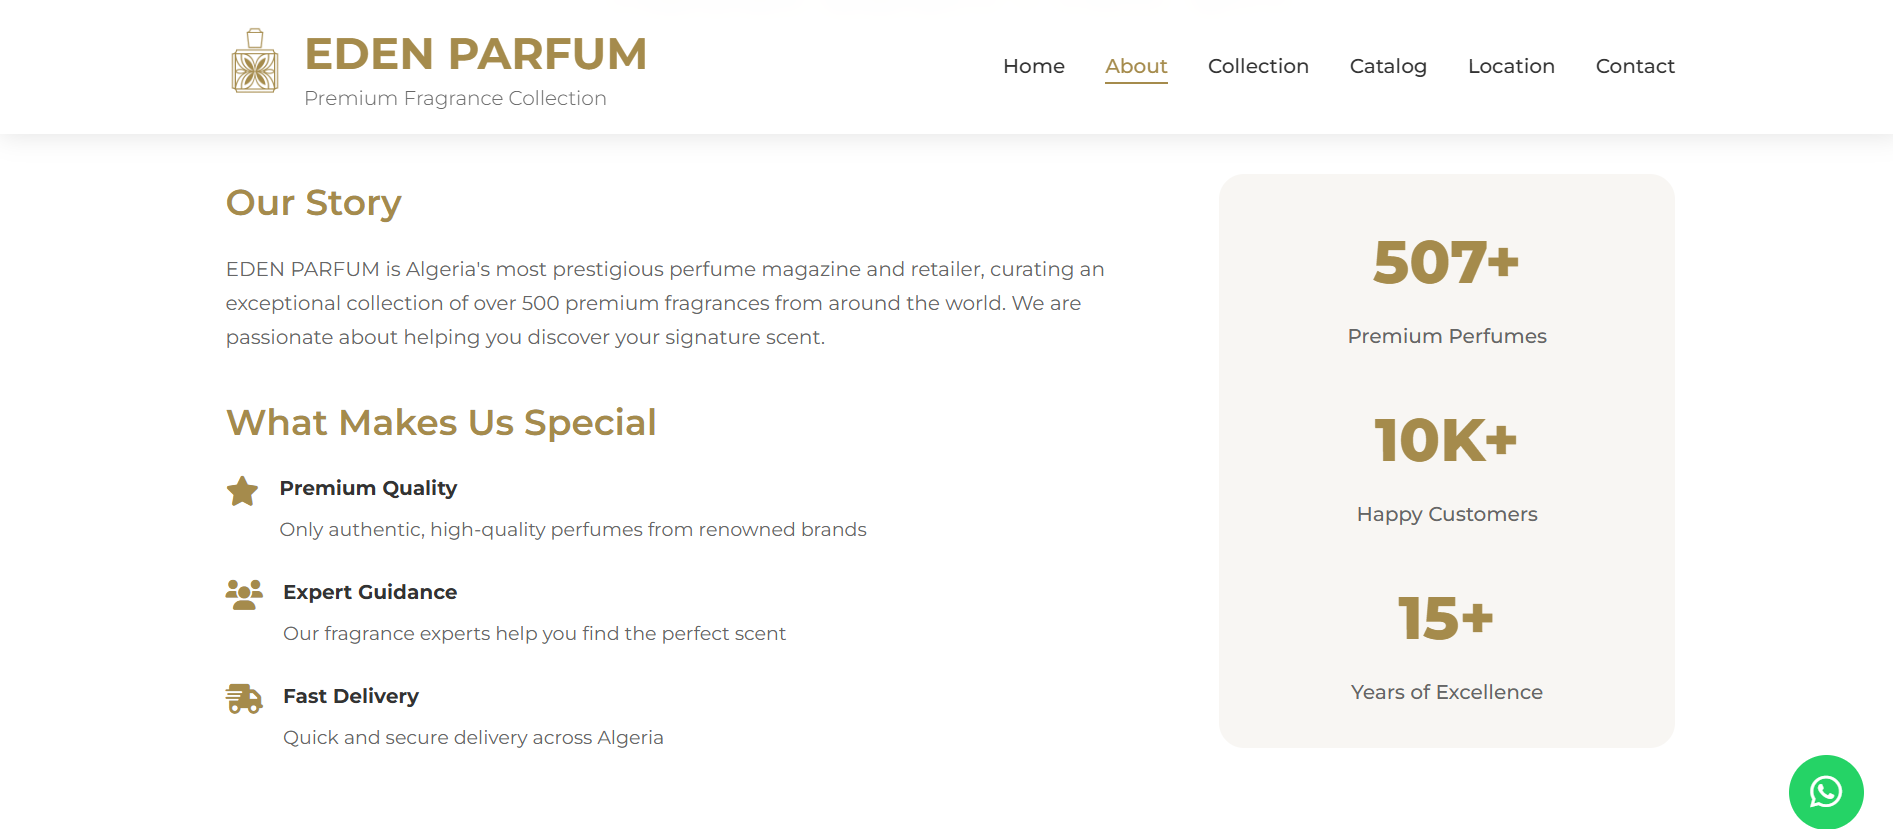 EDEN PARFUM
Premium Fragrance Collection
Home
About
Collection
Catalog
Location
Contact
Our Story
EDEN PARFUM is Algeria's most prestigious perfume magazine and retailer, curating an
exceptional collection of over 500 premium fragrances from around the world. We are
passionate about helping you discover your signature scent.
What Makes Us Special
Premium Quality
Only authentic, high-quality perfumes from renowned brands
Expert Guidance
Our fragrance experts help you find the perfect scent
Fast Delivery
Quick and secure delivery across Algeria
507+
Premium Perfumes
10K+
Happy Customers
15+
Years of Excellence